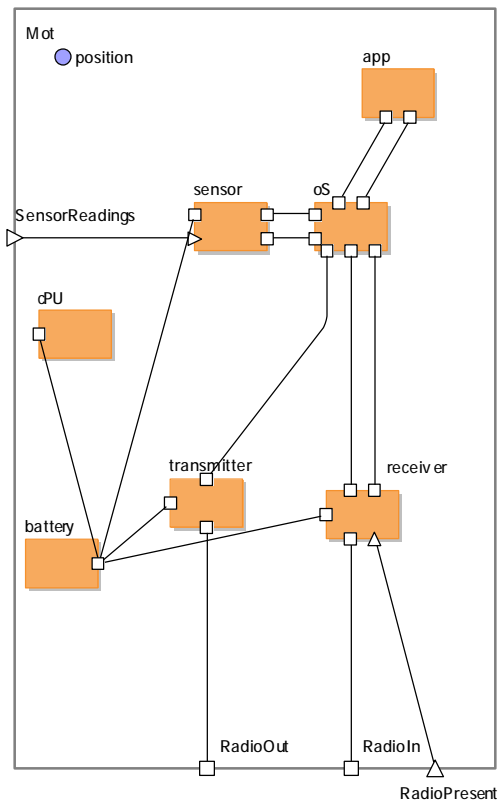 Mot
position
app
sensor
oS
SensorReadings
cPU
transmitter
receiver
battery
RadioOut
RadioIn
RadioPresent